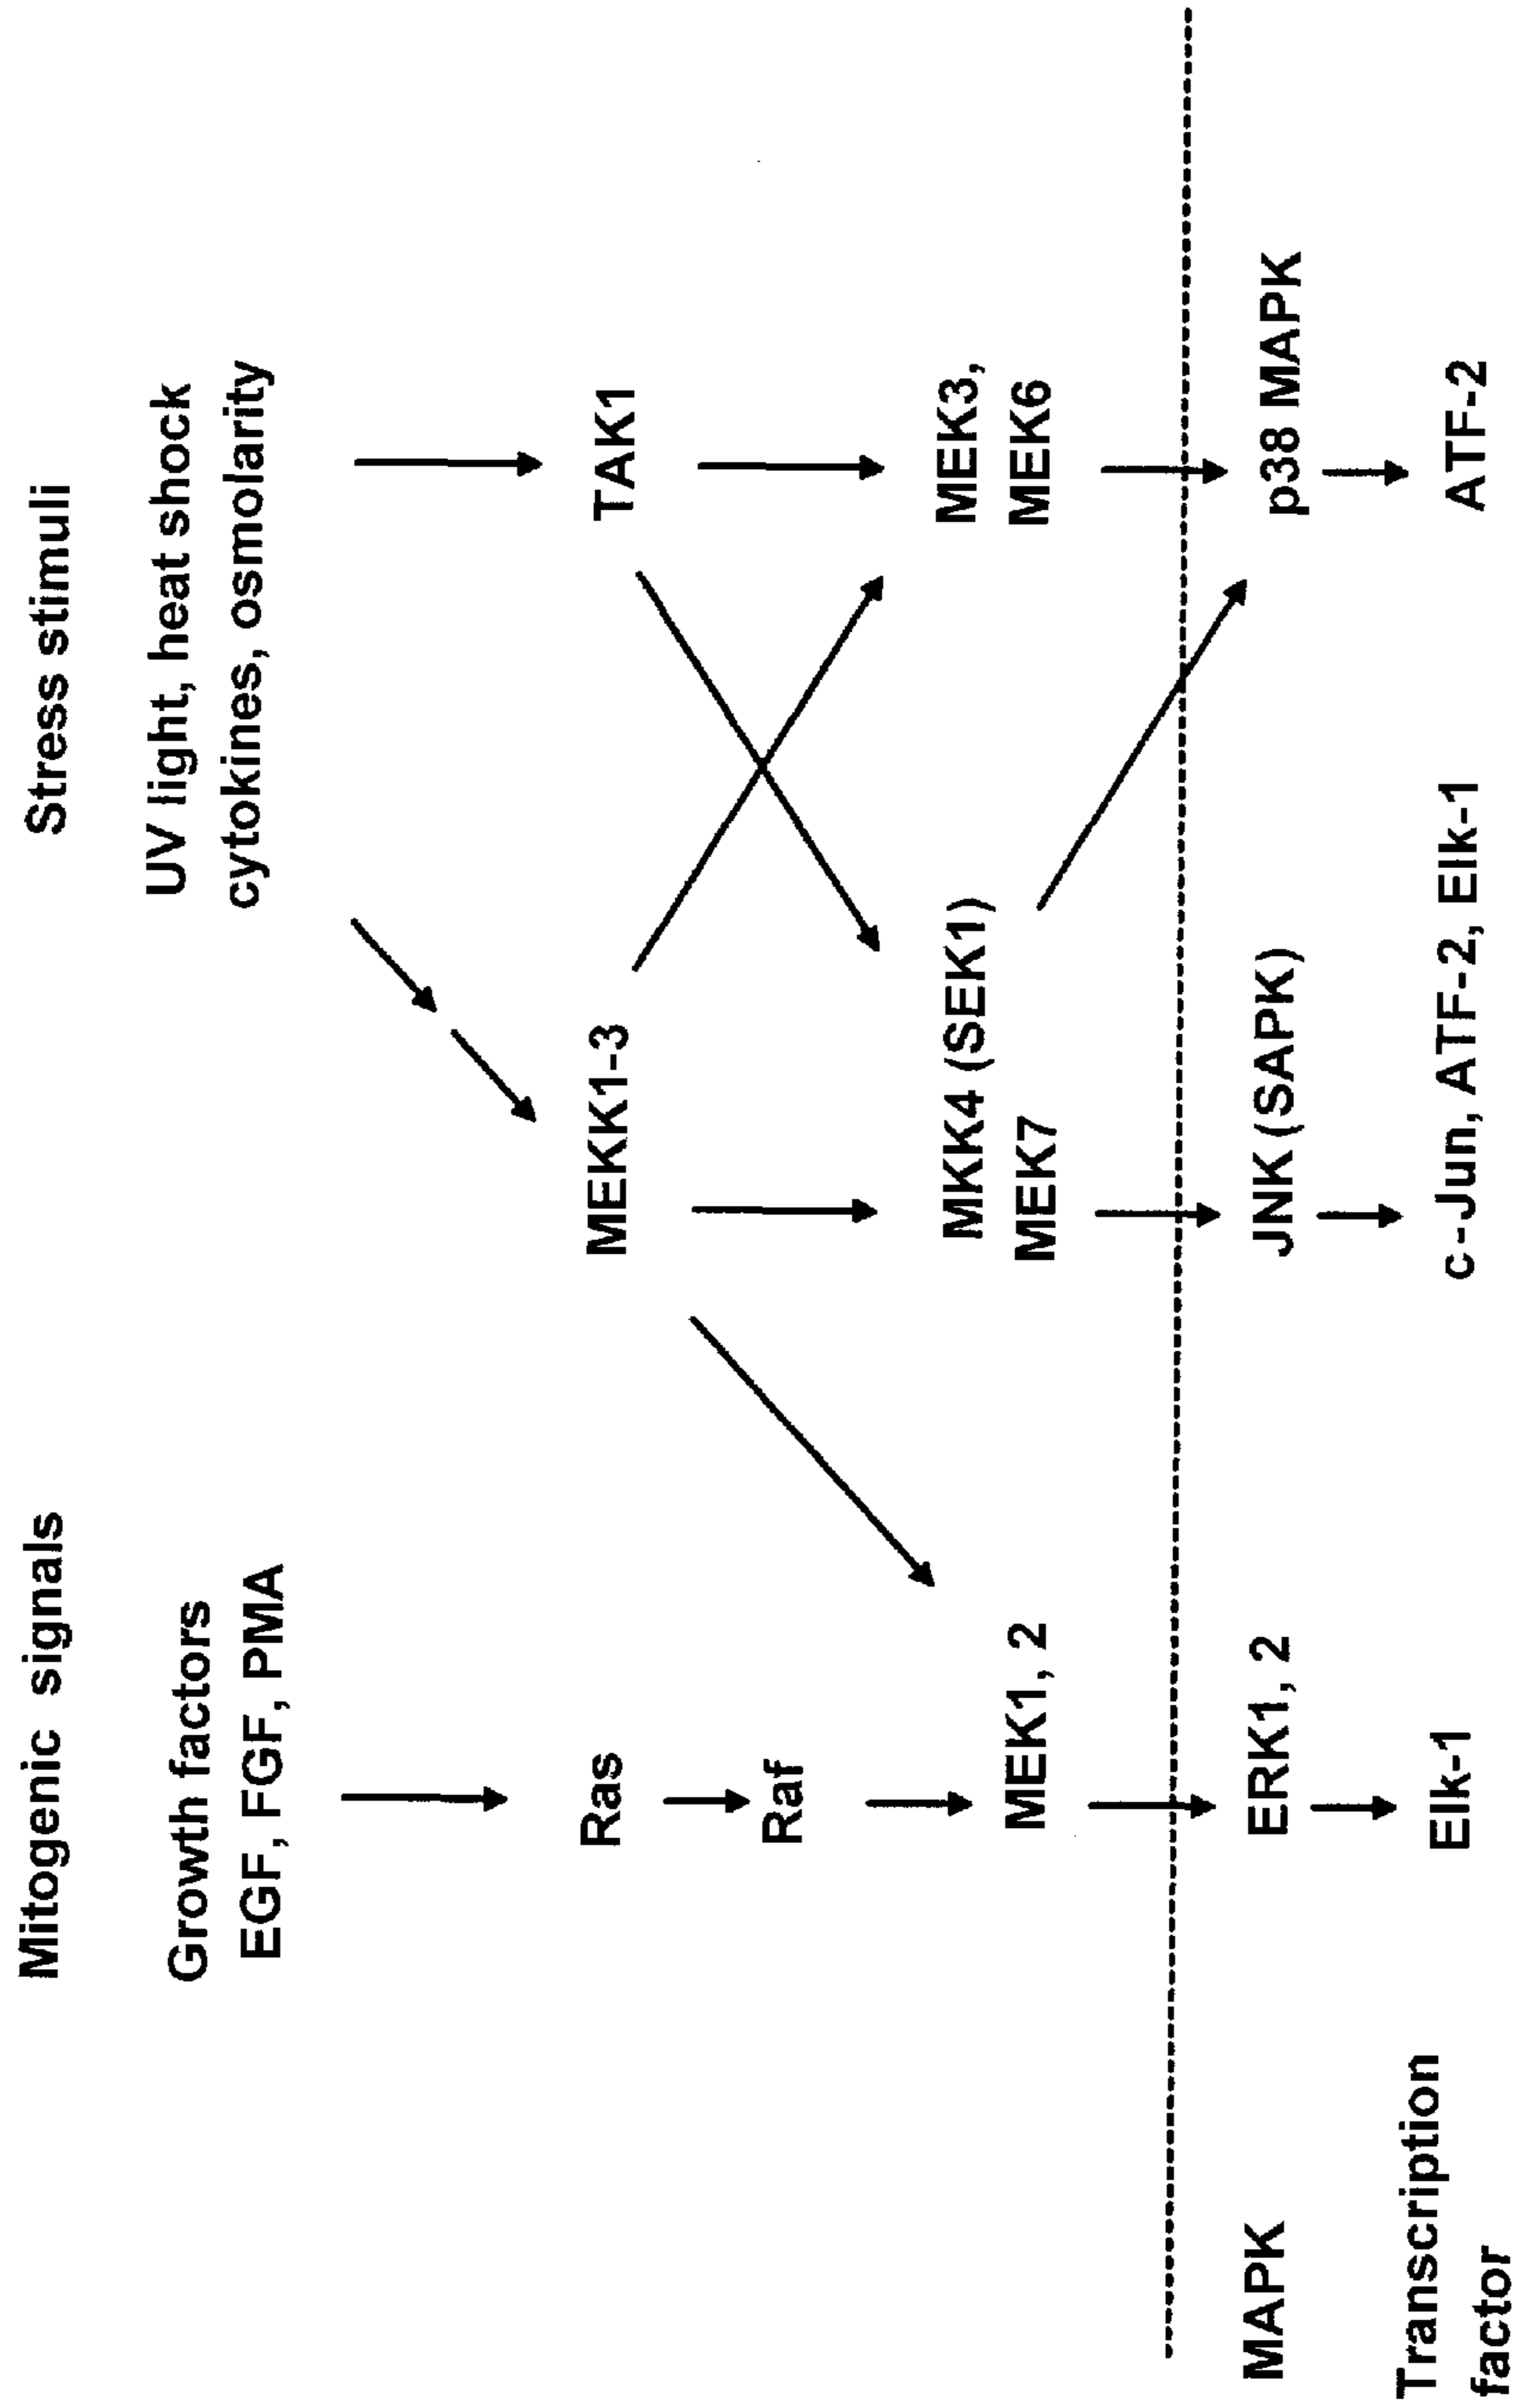 Mitogenic signals
Stress stimuli
Growth factors
EGF, FGF, PMA
UV light, heat shock
cytokines, osmolarity
Ras
MEKK1-3
TAK1
Raf
MEK1, 2
MKK4 (SEK1)
MEK7
MEK3,
MEK6
MAPK
ERK1, 2
JNK (SAPK)
p38 MAPK
Transcription
factor
Elk-1
c-Jun, ATF-2, Elk-1
ATF-2